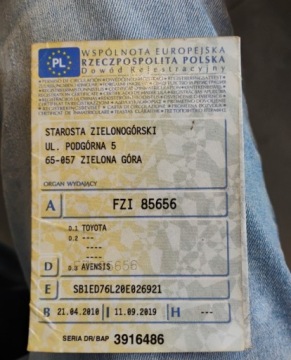 PL
WSPÓLNOTA EUROPEJSKA
RZECZPOSPOLITA POLSKA
Dowód Rejestracyjny
STAROSTA ZIELONOGÓRSKI
UL. PODGÓRNA 5
65-057 ZIELONA GÓRA
ORGAN WYDAJĄCY
A FZI 85656
D.1 TOYOTA
D.2 ---
----
----
D D.3 AVENSIS
E SB1ED76L20E026921
B 21.04.2010 I 11.09.2019 H ---
SERIA DR/BAP 3916486